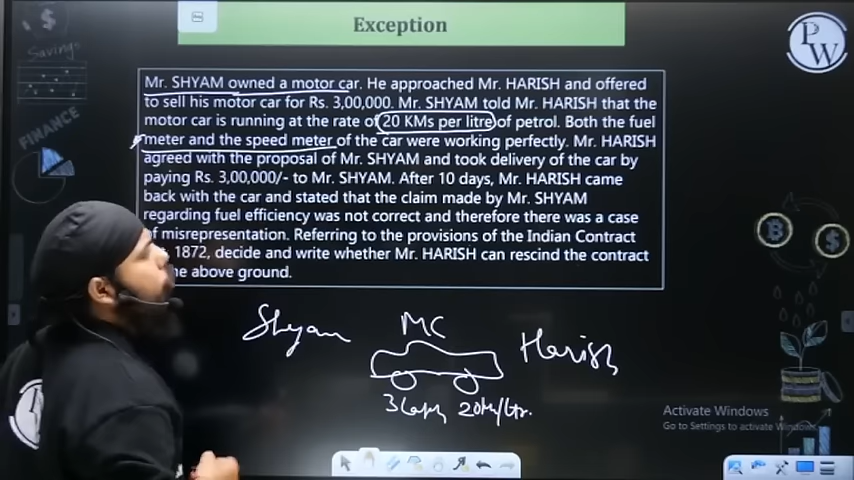 Exception
PW
Savings
FINANCE
Mr. SHYAM owned a motor car. He approached Mr. HARISH and offered
to sell his motor car for Rs. 3,00,000. Mr. SHYAM told Mr. HARISH that the
motor car is running at the rate of 20 KMs per litre of petrol. Both the fuel
meter and the speed meter of the car were working perfectly. Mr. HARISH
agreed with the proposal of Mr. SHYAM and took delivery of the car by
paying Rs. 3,00,000/- to Mr. SHYAM. After 10 days, Mr. HARISH came
back with the car and stated that the claim made by Mr. SHYAM
regarding fuel efficiency was not correct and therefore there was a case
of misrepresentation. Referring to the provisions of the Indian Contract
1872, decide and write whether Mr. HARISH can rescind the contract
the above ground.
Shyam MC Harish
20km/ltr.
Activate Windows
Go to Settings to activate Windows.